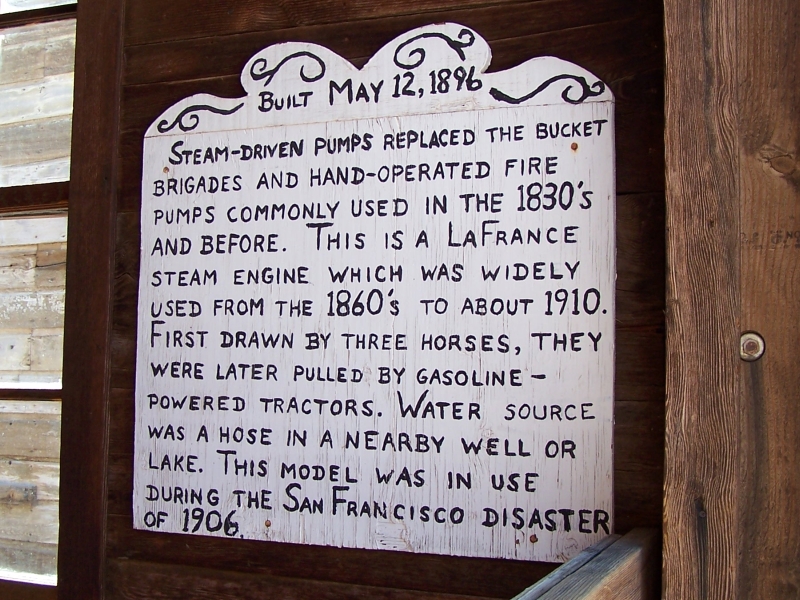 BUILT MAY 12, 1896
STEAM-DRIVEN PUMPS REPLACED THE BUCKET
BRIGADES AND HAND-OPERATED FIRE
PUMPS COMMONLY USED IN THE 1830's
AND BEFORE. THIS IS A LAFRANCE
STEAM ENGINE WHICH WAS WIDELY
USED FROM THE 1860's TO ABOUT 1910.
FIRST DRAWN BY THREE HORSES, THEY
WERE LATER PULLED BY GASOLINE-
POWERED TRACTORS. WATER SOURCE
WAS A HOSE IN A NEARBY WELL OR
LAKE. THIS MODEL WAS IN USE
DURING THE SAN FRANCISCO DISASTER
OF 1906.